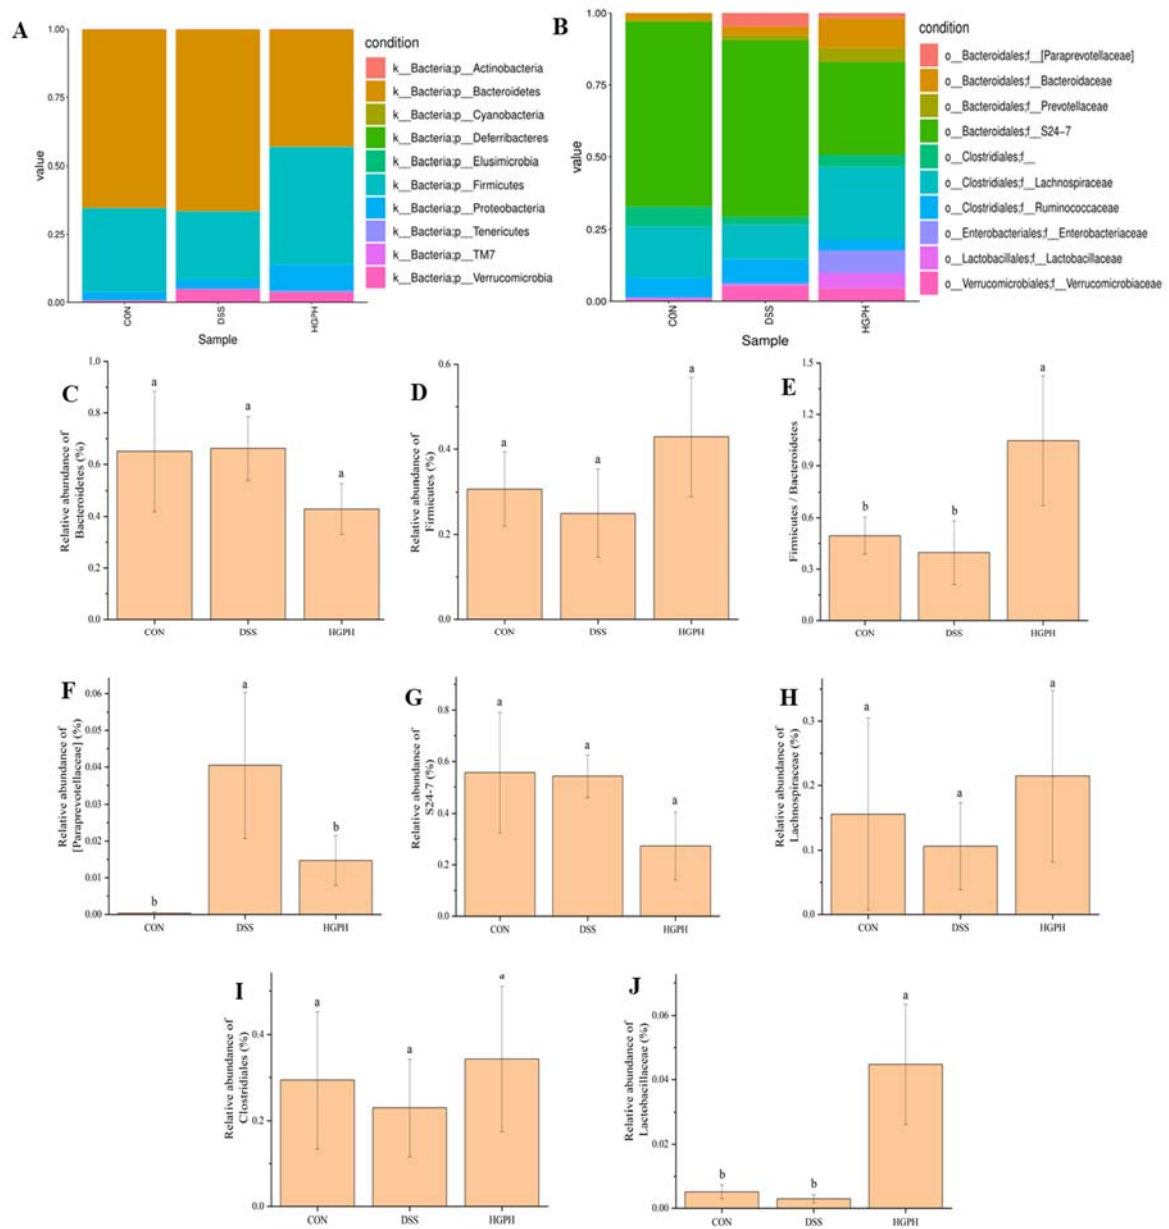 A
1.00
0.75
0.50
0.25
0.00
value
CON
DSS
HGPH
Sample
condition
k__Bacteria;p__Actinobacteria
k__Bacteria;p__Bacteroidetes
k__Bacteria;p__Cyanobacteria
k__Bacteria;p__Deferribacteres
k__Bacteria;p__Elusimicrobia
k__Bacteria;p__Firmicutes
k__Bacteria;p__Proteobacteria
k__Bacteria;p__Tenericutes
k__Bacteria;p__TM7
k__Bacteria;p__Verrucomicrobia
B
1.00
0.75
0.50
0.25
0.00
value
CON
DSS
HGPH
Sample
condition
o__Bacteroidales;f__[Paraprevotellaceae]
o__Bacteroidales;f__Bacteroidaceae
o__Bacteroidales;f__Prevotellaceae
o__Bacteroidales;f__S24-7
o__Clostridiales;f__
o__Clostridiales;f__Lachnospiraceae
o__Clostridiales;f__Ruminococcaceae
o__Enterobacteriales;f__Enterobacteriaceae
o__Lactobacillales;f__Lactobacillaceae
o__Verrucomicrobiales;f__Verrucomicrobiaceae
C
Relative abundance of
Bacteroidetes (%)
1.0
0.8
0.6
0.4
0.2
0.0
a
a
a
CON
DSS
HGPH
D
Relative abundance of
Firmicutes (%)
0.6
0.4
0.2
0.0
a
a
a
CON
DSS
HGPH
E
Firmicutes / Bacteroidetes
1.5
1.2
0.9
0.6
0.3
0.0
b
b
a
CON
DSS
HGPH
F
Relative abundance of
[Paraprevotellaceae] (%)
0.06
0.05
0.04
0.03
0.02
0.01
0.00
b
a
b
CON
DSS
HGPH
G
Relative abundance of
S24-7 (%)
0.8
0.6
0.4
0.2
0.0
a
a
a
CON
DSS
HGPH
H
Relative abundance of
Lachnospiraceae (%)
0.3
0.2
0.1
0.0
a
a
a
CON
DSS
HGPH
I
Relative abundance of
Clostridiales (%)
0.4
0.2
0.0
a
a
CON
DSS
HGPH
J
Relative abundance of
Lactobacillaceae (%)
0.06
0.04
0.02
0.00
b
b
a
CON
DSS
HGPH